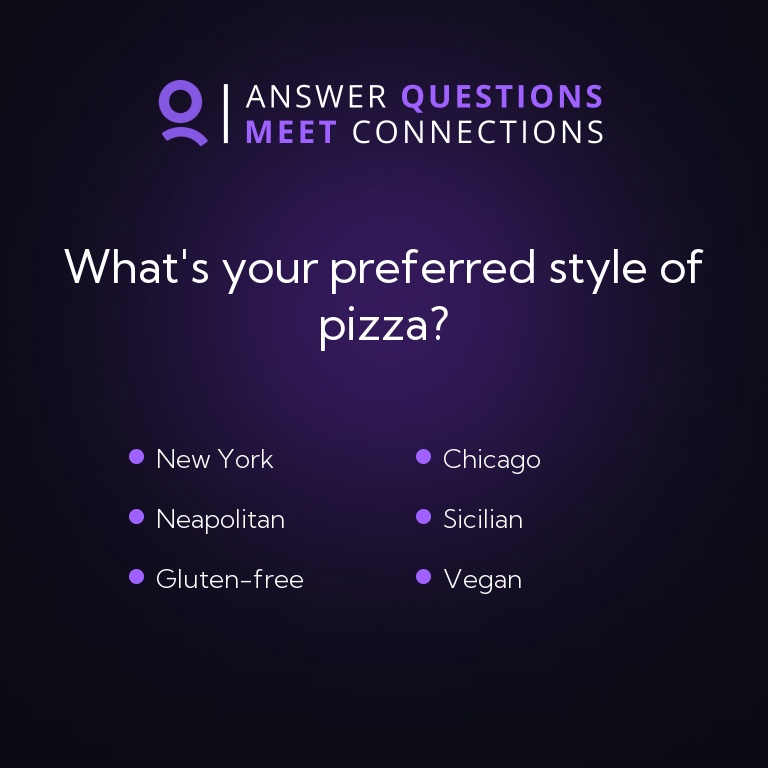 ANSWER QUESTIONS
MEET CONNECTIONS
What's your preferred style of
pizza?
New York
Chicago
Neapolitan
Sicilian
Gluten-free
Vegan